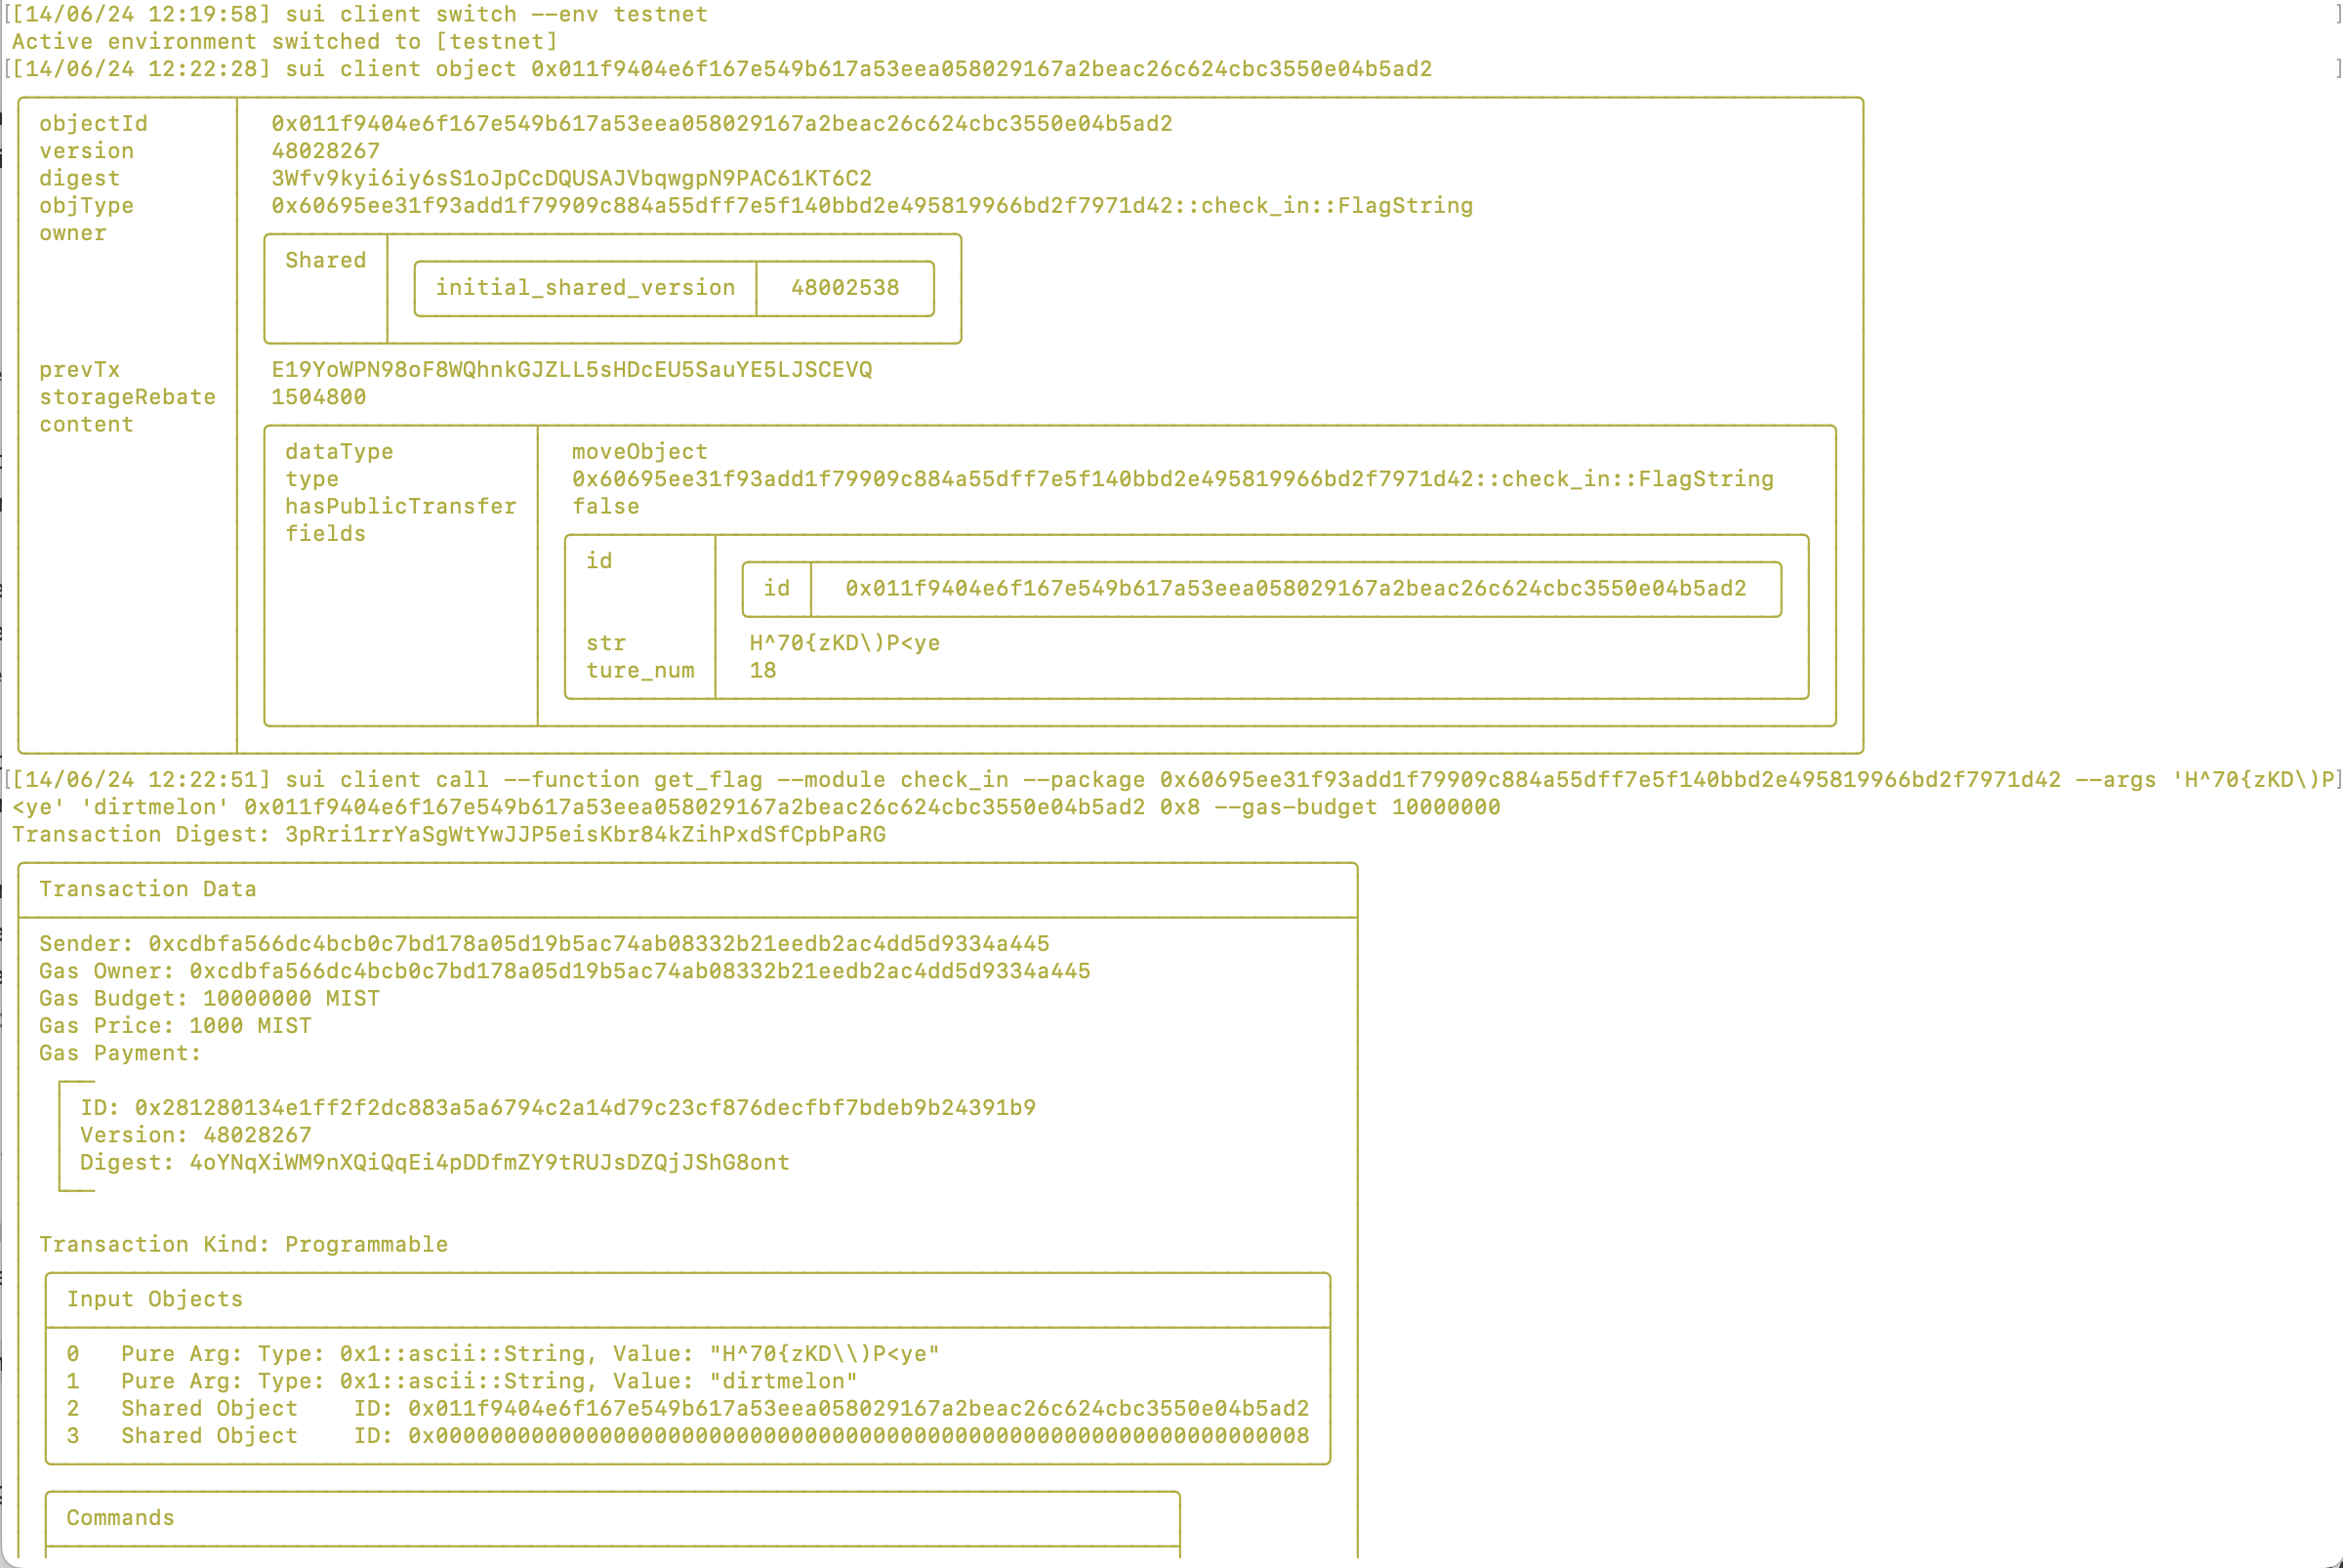 [[14/06/24 12:19:58] sui client switch --env testnet ]
Active environment switched to [testnet]
[[14/06/24 12:22:28] sui client object 0x011f9404e6f167e549b617a53eea058029167a2beac26c624cbc3550e04b5ad2 ]
objectId 0x011f9404e6f167e549b617a53eea058029167a2beac26c624cbc3550e04b5ad2
version 48028267
digest 3Wfv9kyi6iy6sS1oJpCcDQUSAJVbqwgpN9PAC61KT6C2
objType 0x60695ee31f93add1f79909c884a55dff7e5f140bbd2e495819966bd2f7971d42::check_in::FlagString
owner
Shared
initial_shared_version 48002538
prevTx E19YoWPN98oF8WQhnkGJZLL5sHDcEU5SauYE5LJSCEVQ
storageRebate 1504800
content
dataType moveObject
type 0x60695ee31f93add1f79909c884a55dff7e5f140bbd2e495819966bd2f7971d42::check_in::FlagString
hasPublicTransfer false
fields
id
id 0x011f9404e6f167e549b617a53eea058029167a2beac26c624cbc3550e04b5ad2
str H^70{zKD\)P<ye
ture_num 18
[[14/06/24 12:22:51] sui client call --function get_flag --module check_in --package 0x60695ee31f93add1f79909c884a55dff7e5f140bbd2e495819966bd2f7971d42 --args 'H^70{zKD\)P]
<ye' 'dirtmelon' 0x011f9404e6f167e549b617a53eea058029167a2beac26c624cbc3550e04b5ad2 0x8 --gas-budget 10000000
Transaction Digest: 3pRri1rrYaSgWtYwJJP5eisKbr84kZihPxdSfCpbPaRG
Transaction Data
Sender: 0xcdbfa566dc4bcb0c7bd178a05d19b5ac74ab08332b21eedb2ac4dd5d9334a445
Gas Owner: 0xcdbfa566dc4bcb0c7bd178a05d19b5ac74ab08332b21eedb2ac4dd5d9334a445
Gas Budget: 10000000 MIST
Gas Price: 1000 MIST
Gas Payment:
ID: 0x281280134e1ff2f2dc883a5a6794c2a14d79c23cf876decfbf7bdeb9b24391b9
Version: 48028267
Digest: 4oYNqXiWM9nXQiQqEi4pDDfmZY9tRUJsDZQjJShG8ont
Transaction Kind: Programmable
Input Objects
0 Pure Arg: Type: 0x1::ascii::String, Value: "H^70{zKD\\)P<ye"
1 Pure Arg: Type: 0x1::ascii::String, Value: "dirtmelon"
2 Shared Object ID: 0x011f9404e6f167e549b617a53eea058029167a2beac26c624cbc3550e04b5ad2
3 Shared Object ID: 0x0000000000000000000000000000000000000000000000000000000000000008
Commands